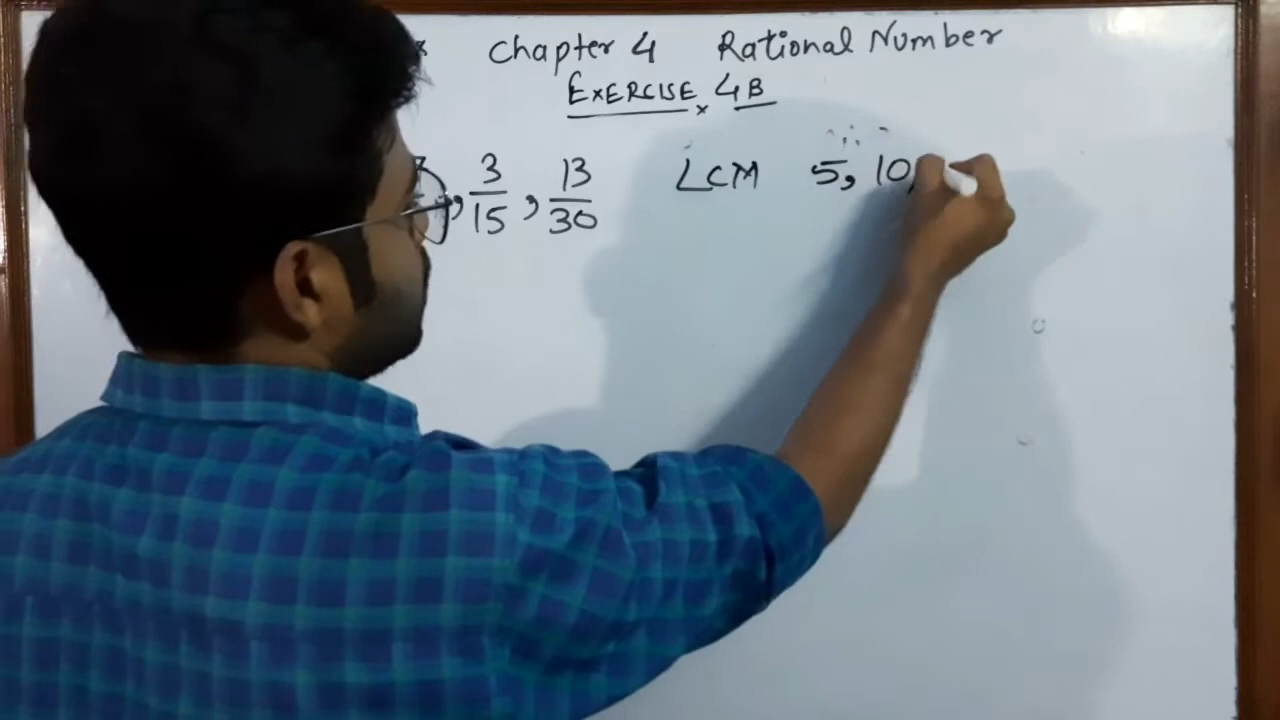 Chapter 4 Rational Number
EXERCISE 4B
, 3/15 , 13/30 LCM 5, 10,